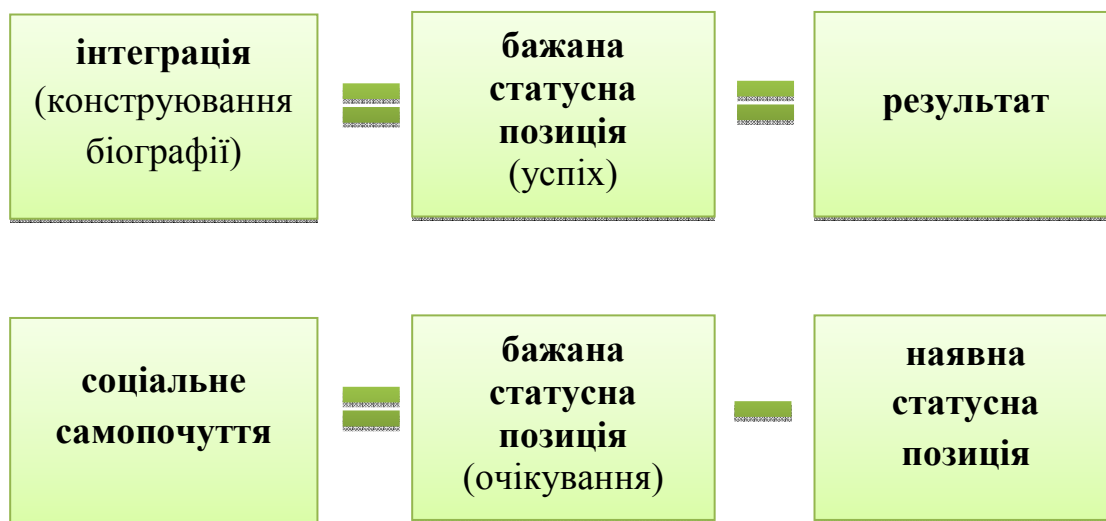 інтеграція
(конструювання
біографії)
бажана
статусна
позиція
(успіх)
результат
соціальне
самопочуття
бажана
статусна
позиція
(очікування)
наявна
статусна
позиція